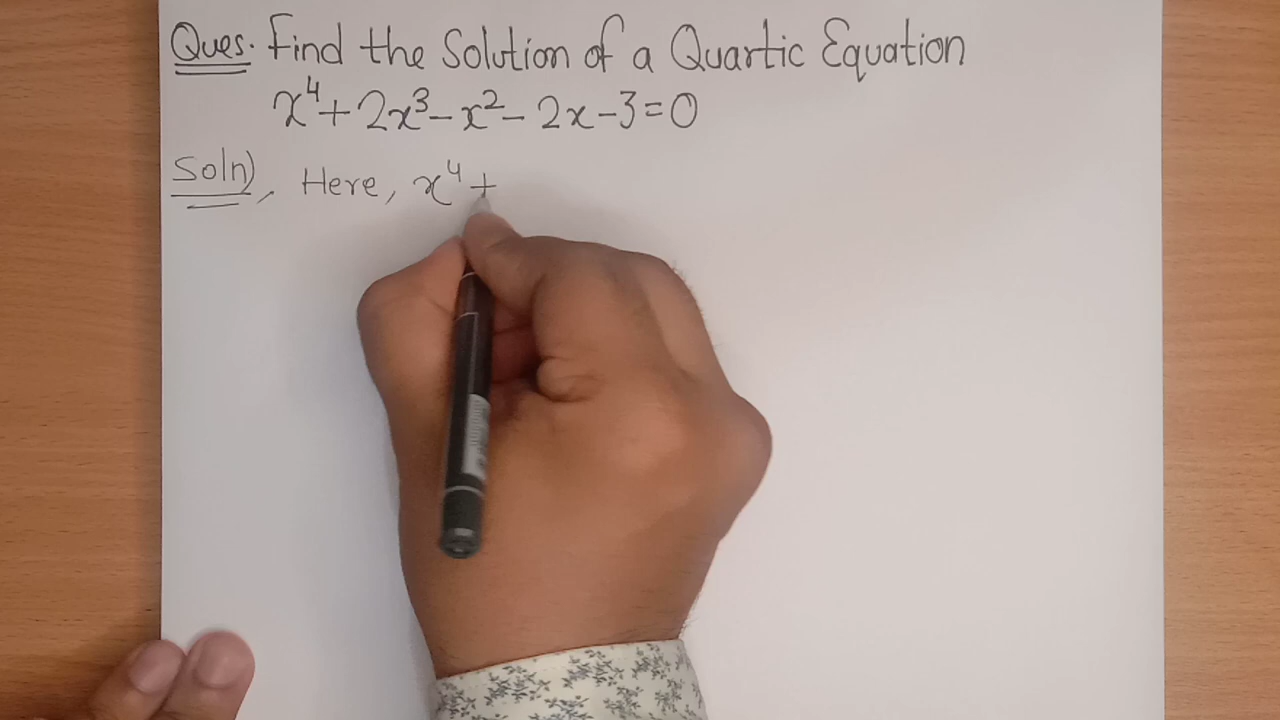 Ques. Find the Solution of a Quartic Equation
x⁴+2x³-x²-2x-3=0
Soln), Here, x⁴+